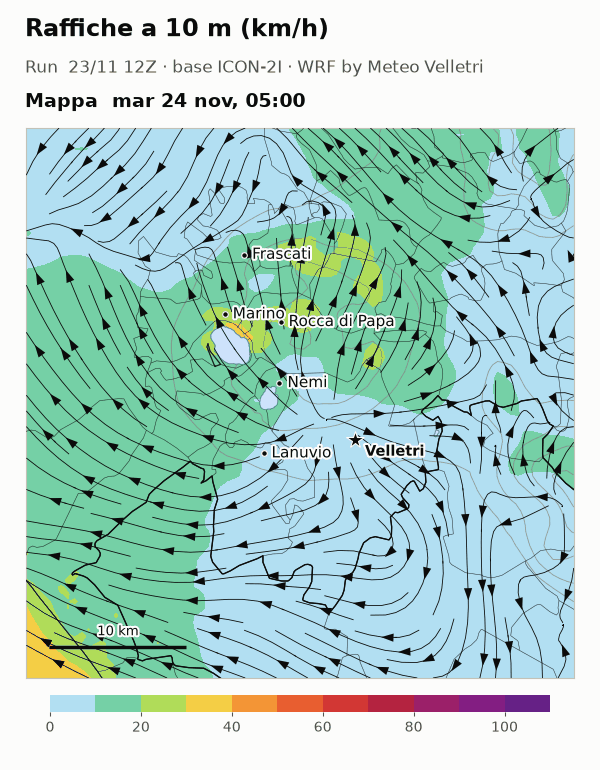 Raffiche a 10 m (km/h)
Run  23/11 12Z · base ICON-2I · WRF by Meteo Velletri
Mappa  mar 24 nov, 05:00
Frascati
Marino
Rocca di Papa
Nemi
Velletri
Lanuvio
10 km
0 20 40 60 80 100